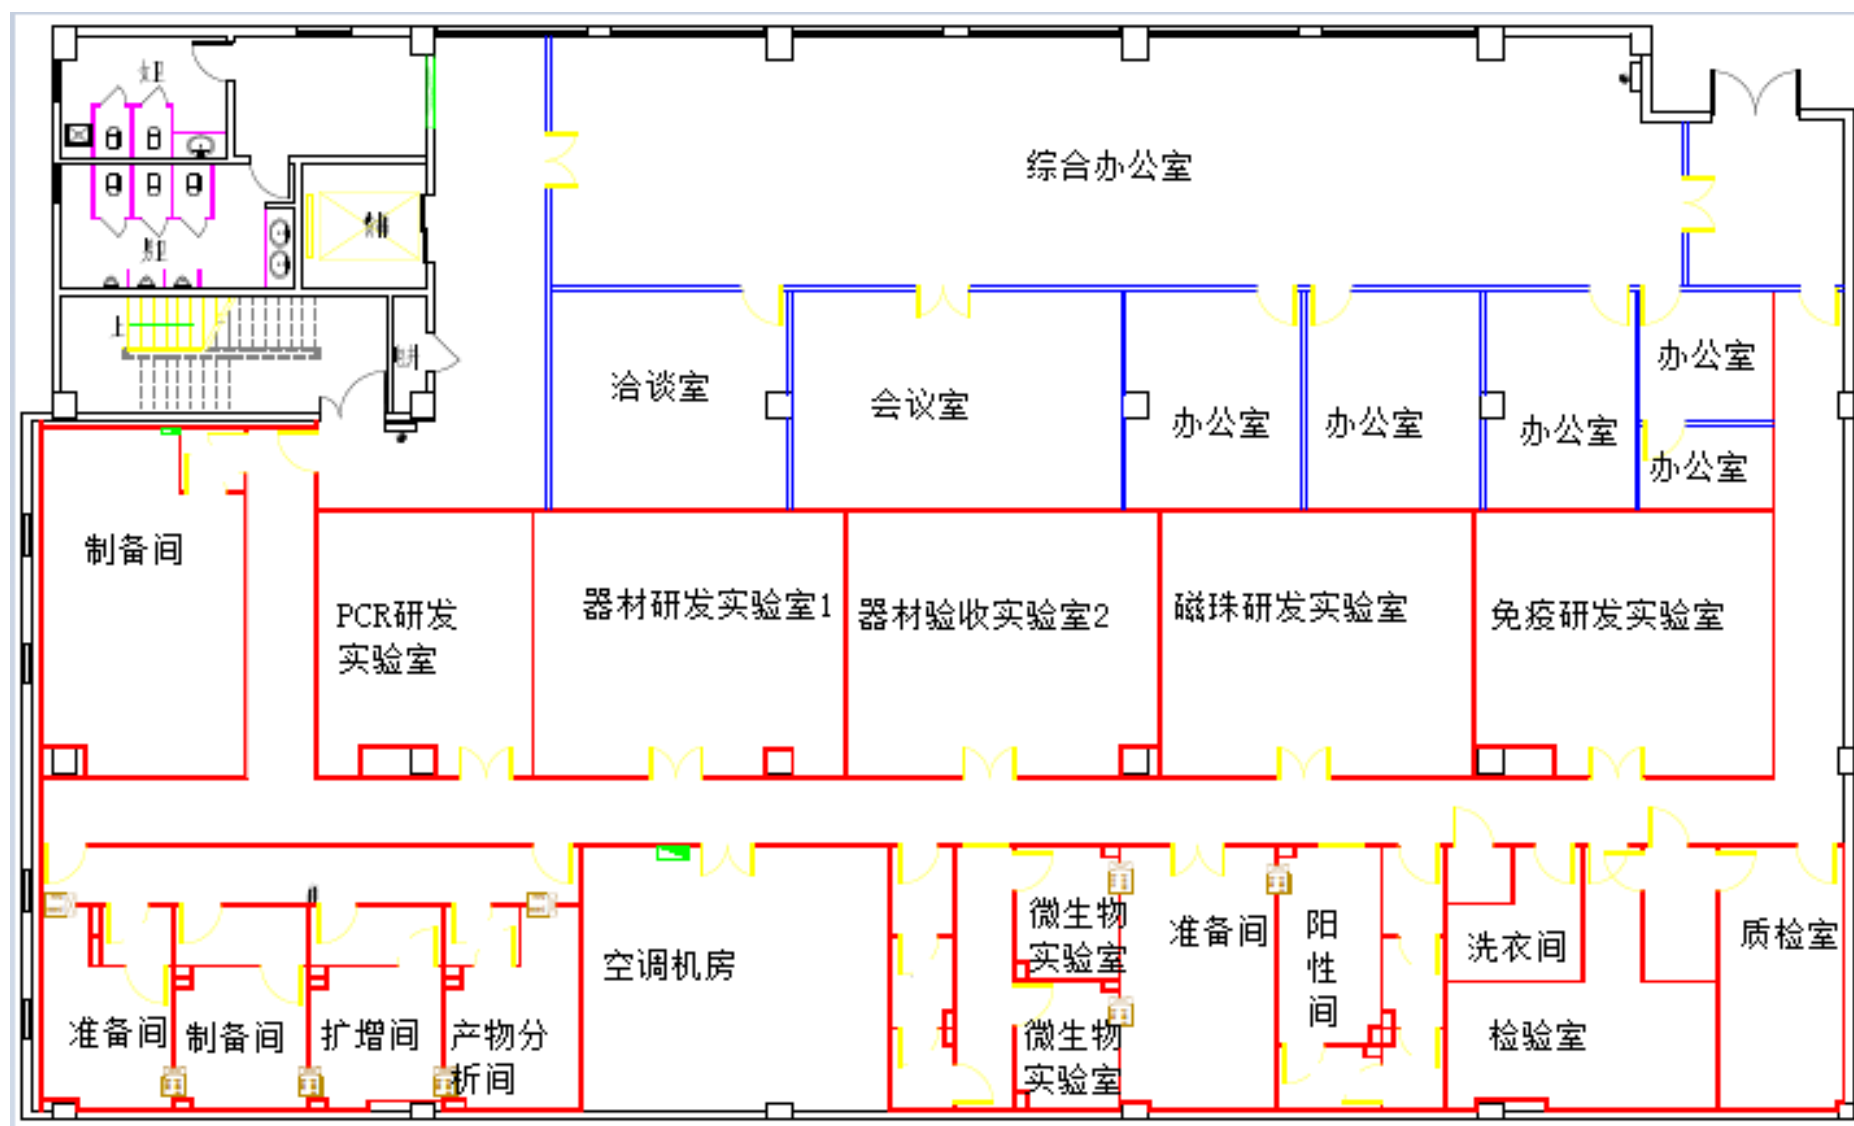 女卫
综合办公室
男卫
上
办公室
洽谈室
会议室
办公室
办公室
办公室
办公室
制备间
PCR研发
实验室
器材研发实验室1
器材验收实验室2
磁珠研发实验室
免疫研发实验室
微生物
实验室
准备间
阳
性
间
洗衣间
质检室
空调机房
准备间
制备间
扩增间
产物分
析间
微生物
实验室
检验室